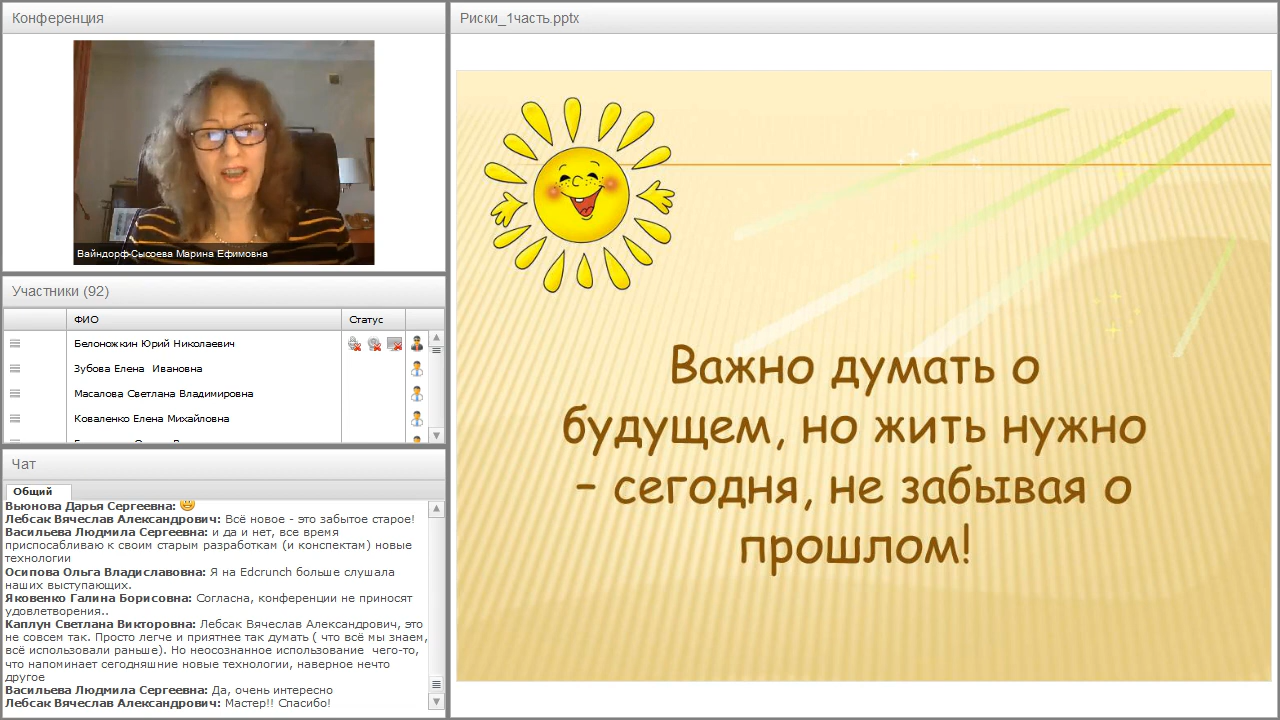 Конференция
Вайндорф-Сысоева Марина Ефимовна
Участники (92)
ФИО
Статус
Белоножкин Юрий Николаевич
Зубова Елена Ивановна
Масалова Светлана Владимировна
Коваленко Елена Михайловна
Чат
Общий
Вьюнова Дарья Сергеевна:
Лебсак Вячеслав Александрович: Всё новое - это забытое старое!
Васильева Людмила Сергеевна: и да и нет, все время
приспосабливаю к своим старым разработкам (и конспектам) новые
технологии
Осипова Ольга Владиславовна: Я на Edcrunch больше слушала
наших выступающих.
Яковенко Галина Борисовна: Согласна, конференции не приносят
удовлетворения..
Каплун Светлана Викторовна: Лебсак Вячеслав Александрович, это
не совсем так. Просто легче и приятнее так думать ( что всё мы знаем,
всё использовали раньше). Но неосознанное использование чего-то,
что напоминает сегодняшние новые технологии, наверное нечто
другое
Васильева Людмила Сергеевна: Да, очень интересно
Лебсак Вячеслав Александрович: Мастер!! Спасибо!
Риски_1часть.pptx
Важно думать о
будущем, но жить нужно
– сегодня, не забывая о
прошлом!